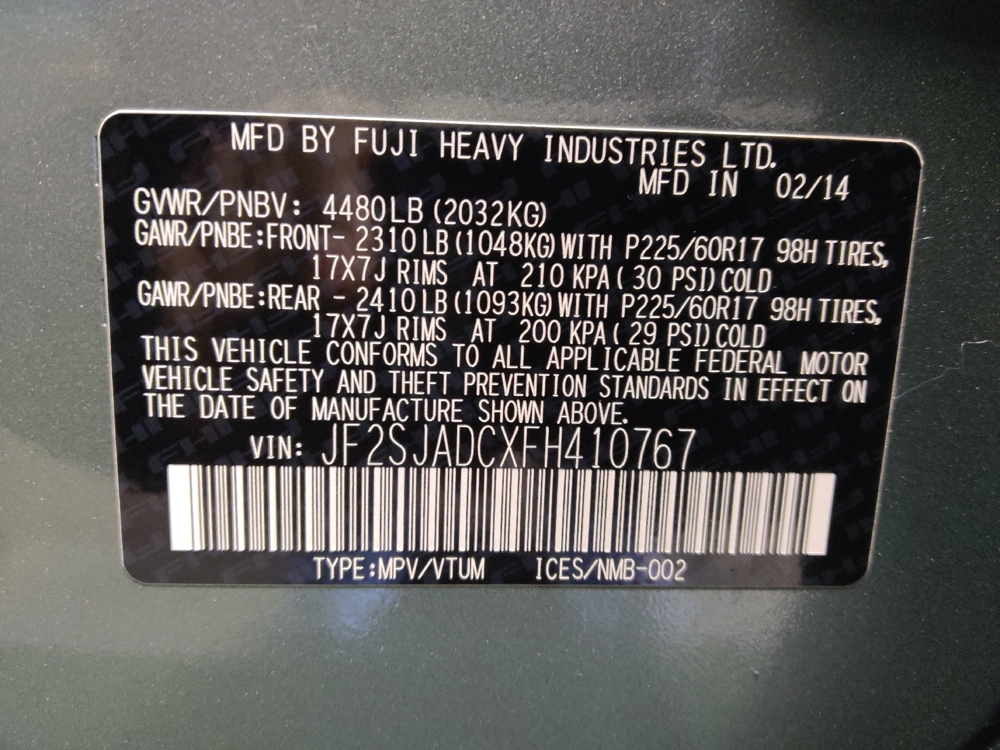 MFD BY FUJI HEAVY INDUSTRIES LTD.
MFD IN 02/14
GVWR/PNBV: 4480LB (2032KG)
GAWR/PNBE:FRONT- 2310LB (1048KG) WITH P225/60R17 98H TIRES,
17X7J RIMS AT 210 KPA ( 30 PSI) COLD
GAWR/PNBE:REAR - 2410LB (1093KG) WITH P225/60R17 98H TIRES,
17X7J RIMS AT 200 KPA ( 29 PSI) COLD
THIS VEHICLE CONFORMS TO ALL APPLICABLE FEDERAL MOTOR
VEHICLE SAFETY AND THEFT PREVENTION STANDARDS IN EFFECT ON
THE DATE OF MANUFACTURE SHOWN ABOVE.
VIN: JF2SJADCXFH410767
TYPE:MPV/VTUM ICES/NMB-002